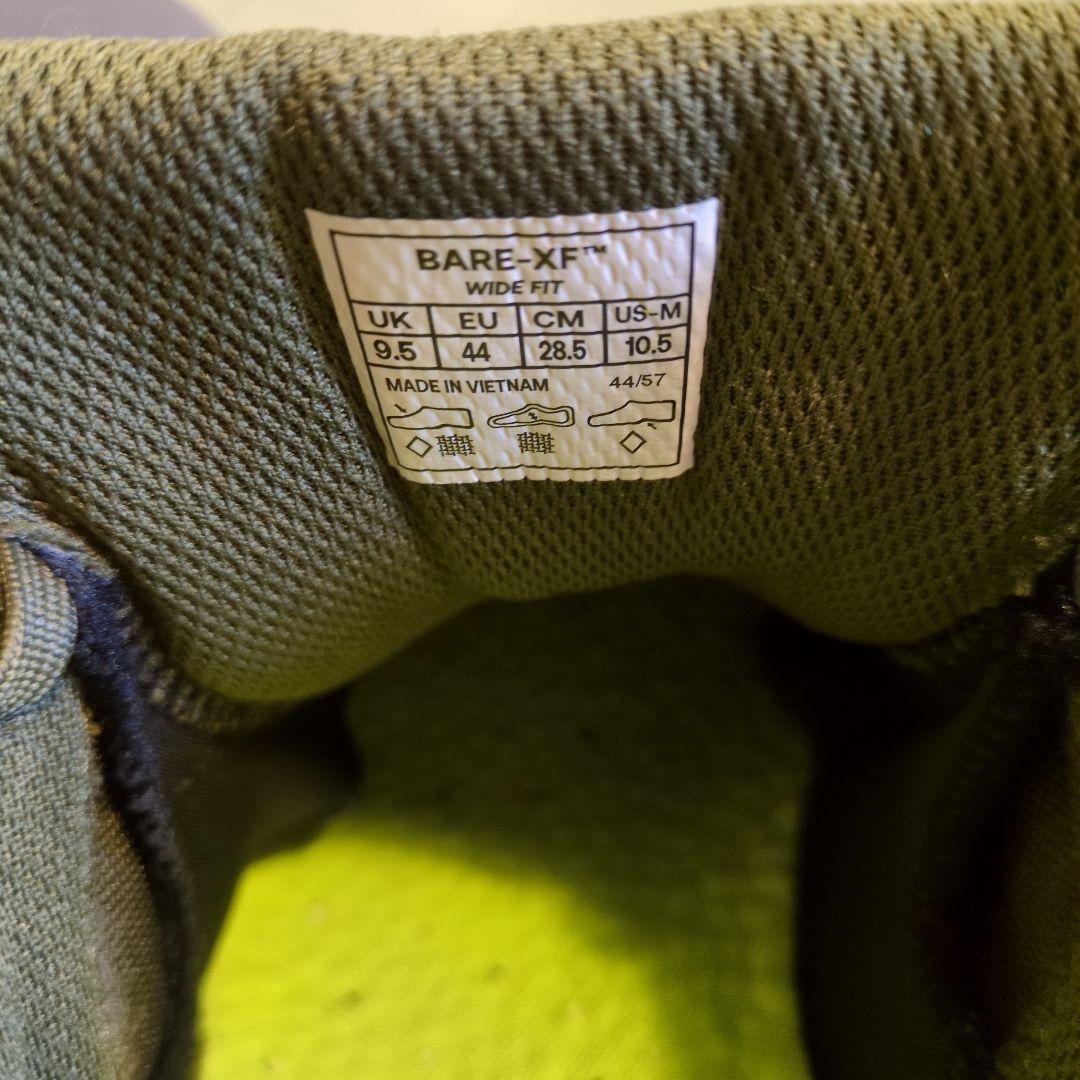 BARE-XF™
WIDE FIT
UK EU CM US-M
9.5 44 28.5 10.5
MADE IN VIETNAM 44/57